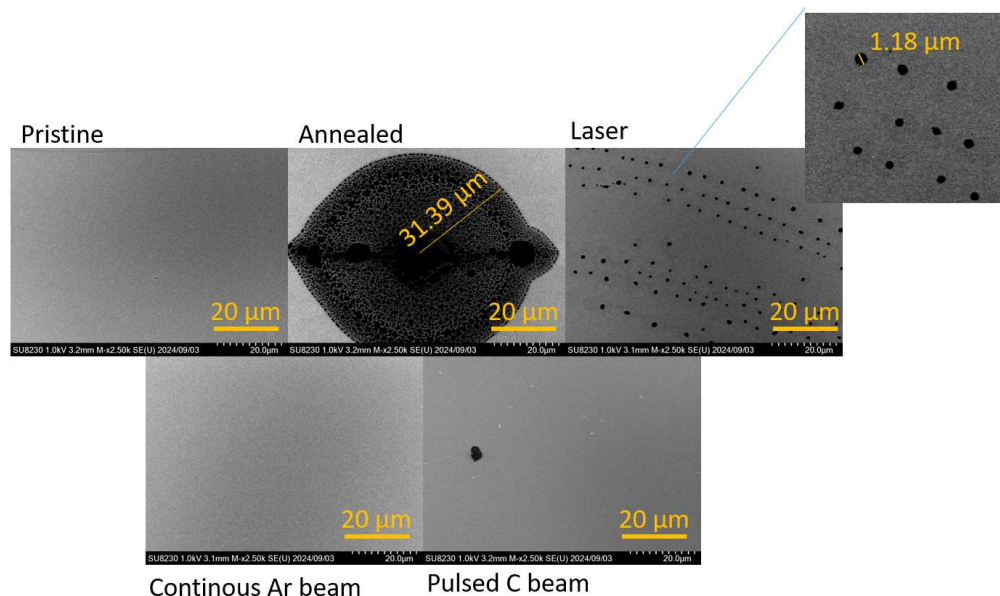 1.18 µm
Pristine
Annealed
Laser
31.39 µm
20 µm
20 µm
20 µm
SU8230 1.0kV 3.2mm M-x2.50k SE(U) 2024/09/03 20.0µm
SU8230 1.0kV 3.2mm M-x2.50k SE(U) 2024/09/03 20.0µm
SU8230 1.0kV 3.1mm M-x2.50k SE(U) 2024/09/03 20.0µm
20 µm
20 µm
SU8230 1.0kV 3.1mm M-x2.50k SE(U) 2024/09/03 20.0µm
SU8230 1.0kV 3.2mm M-x2.50k SE(U) 2024/09/03 20.0µm
Continous Ar beam
Pulsed C beam